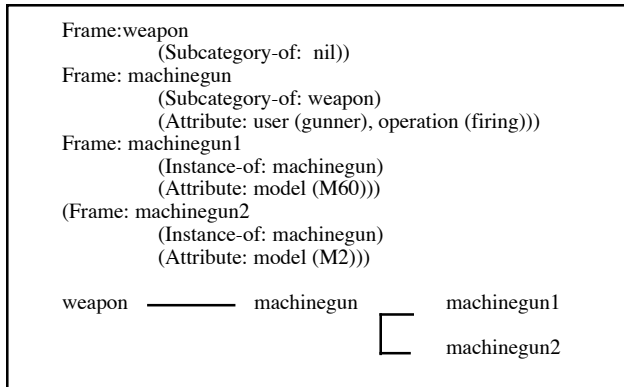 Frame:weapon
(Subcategory-of:  nil))
Frame: machinegun
(Subcategory-of: weapon)
(Attribute: user (gunner), operation (firing)))
Frame: machinegun1
(Instance-of: machinegun)
(Attribute: model (M60)))
(Frame: machinegun2
(Instance-of: machinegun)
(Attribute: model (M2)))
weapon machinegun machinegun1
machinegun2